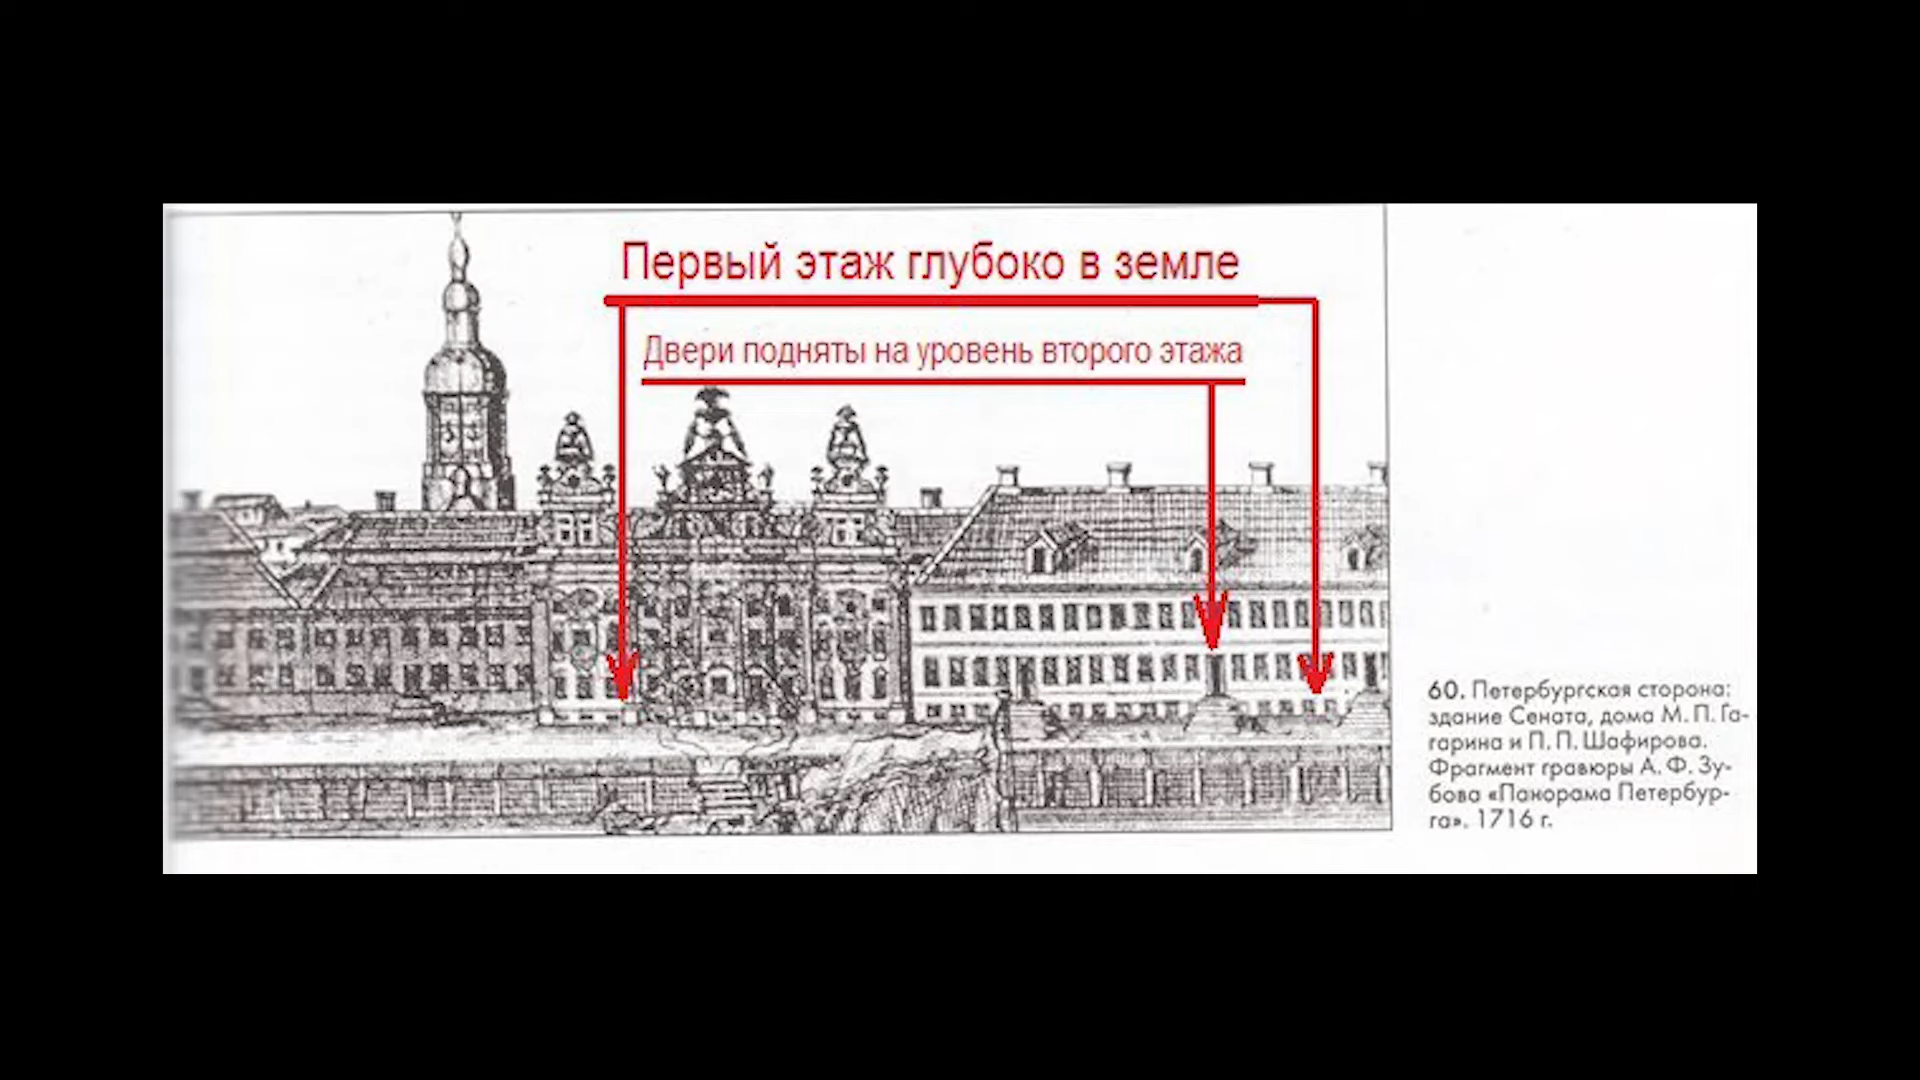 Первый этаж глубоко в земле
Двери подняты на уровень второго этажа
60. Петербургская сторона:
здание Сената, дома М. П. Га-
гарина и П. П. Шафирова.
Фрагмент гравюры А. Ф. Зу-
бова «Панорама Петербур-
га». 1716 г.